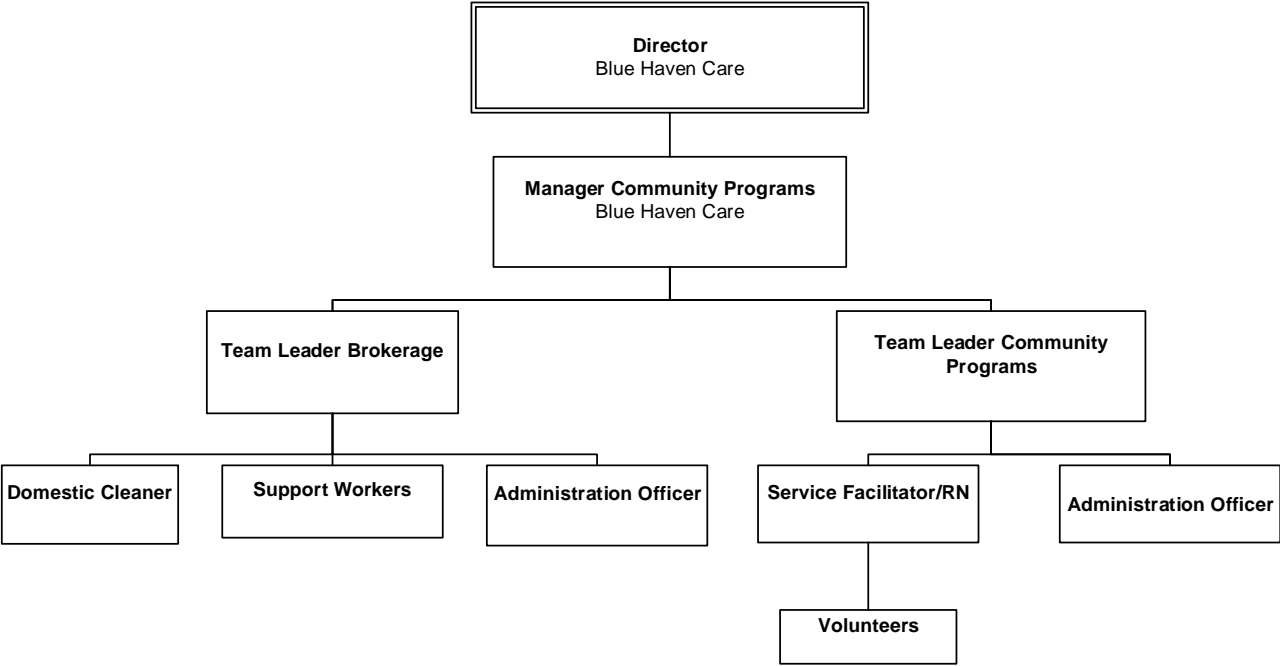 Director
Blue Haven Care
Manager Community Programs
Blue Haven Care
Team Leader Brokerage
Team Leader Community
Programs
Domestic Cleaner
Support Workers
Administration Officer
Service Facilitator/RN
Administration Officer
Volunteers